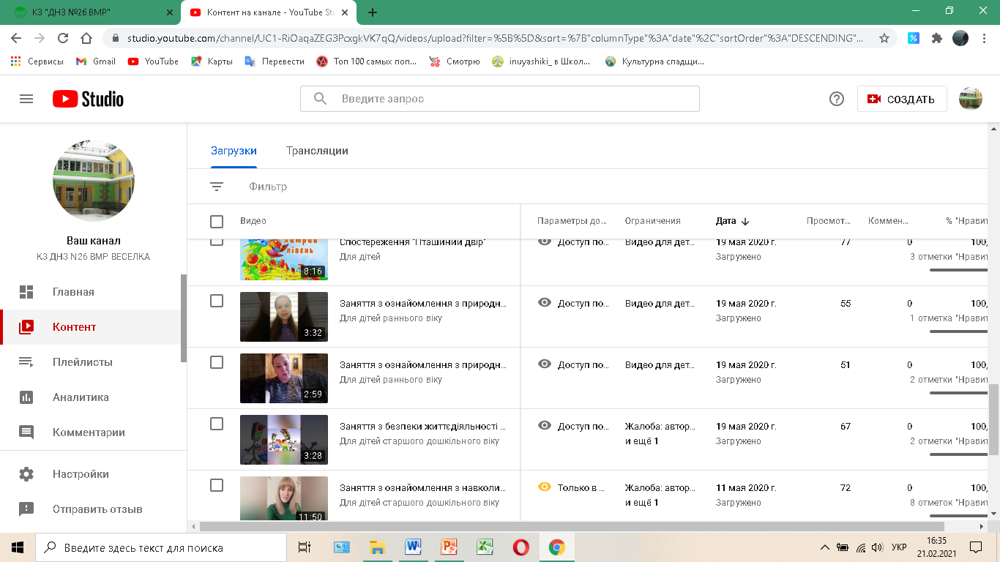 КЗ "ДНЗ №26 ВМР"
Контент на канале - YouTube Stu
studio.youtube.com/channel/UC1-RiOaqaZEG3PcxgkVK7qQ/videos/upload?filter=%5B%5D&sort=%7B"columnType"%3A"date"%2C"sortOrder"%3A"DESCENDING"...
Сервисы
Gmail
YouTube
Карты
Перевести
Топ 100 самых поп...
Смотрю
inuyashiki_ в Школ...
Культурна спадщи...
Studio
Введите запрос
СОЗДАТЬ
Ваш канал
КЗ ДНЗ N26 ВМР ВЕСЕЛКА
Главная
Контент
Плейлисты
Аналитика
Комментарии
Настройки
Отправить отзыв
Загрузки Трансляции
Фильтр
Видео Параметры до... Ограничения Дата Просмот... Коммен... % "Нравит
Хитрий
півень
8:16
Спостереження "Пташиний двір" Доступ по... Видео для дет... 19 мая 2020 г. 77 0 100,
Для дітей Загружено 3 отметки "Нравит
3:32
Заняття з ознайомлення з природн... Доступ по... Видео для дет... 19 мая 2020 г. 55 0 100,
Для дітей раннього віку Загружено 1 отметка "Нравит
2:59
Заняття з ознайомлення з природн... Доступ по... Видео для дет... 19 мая 2020 г. 51 0 100,
Для дітей раннього віку Загружено 2 отметки "Нравит
3:28
Заняття з безпеки життєдіяльності ... Доступ по... Жалоба: автор... 19 мая 2020 г. 67 0 100,
Для дітей старшого дошкільного віку и ещё 1 Загружено 2 отметки "Нравит
11:50
Заняття з ознайомлення з навколи... Только в ... Жалоба: автор... 11 мая 2020 г. 72 0 100,
Для дітей старшого дошкільного віку и ещё 1 Загружено 8 отметок "Нравит
Введите здесь текст для поиска
УКР
16:35
21.02.2021